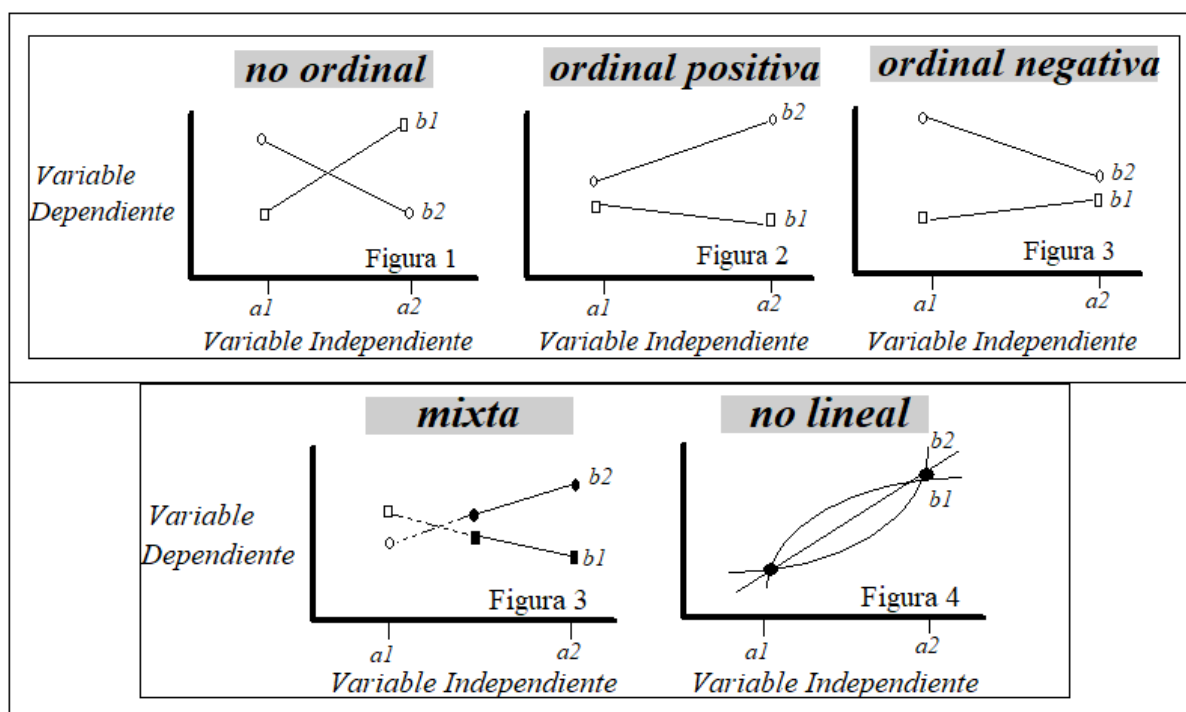 no ordinal
ordinal positiva
ordinal negativa
Variable
Dependiente
b1
b2
Figura 1
a1
a2
Variable Independiente
b2
b1
Figura 2
a1
a2
Variable Independiente
b2
b1
Figura 3
a1
a2
Variable Independiente
mixta
no lineal
Variable
Dependiente
b2
b1
Figura 3
a1
a2
Variable Independiente
b2
b1
Figura 4
a1
a2
Variable Independiente